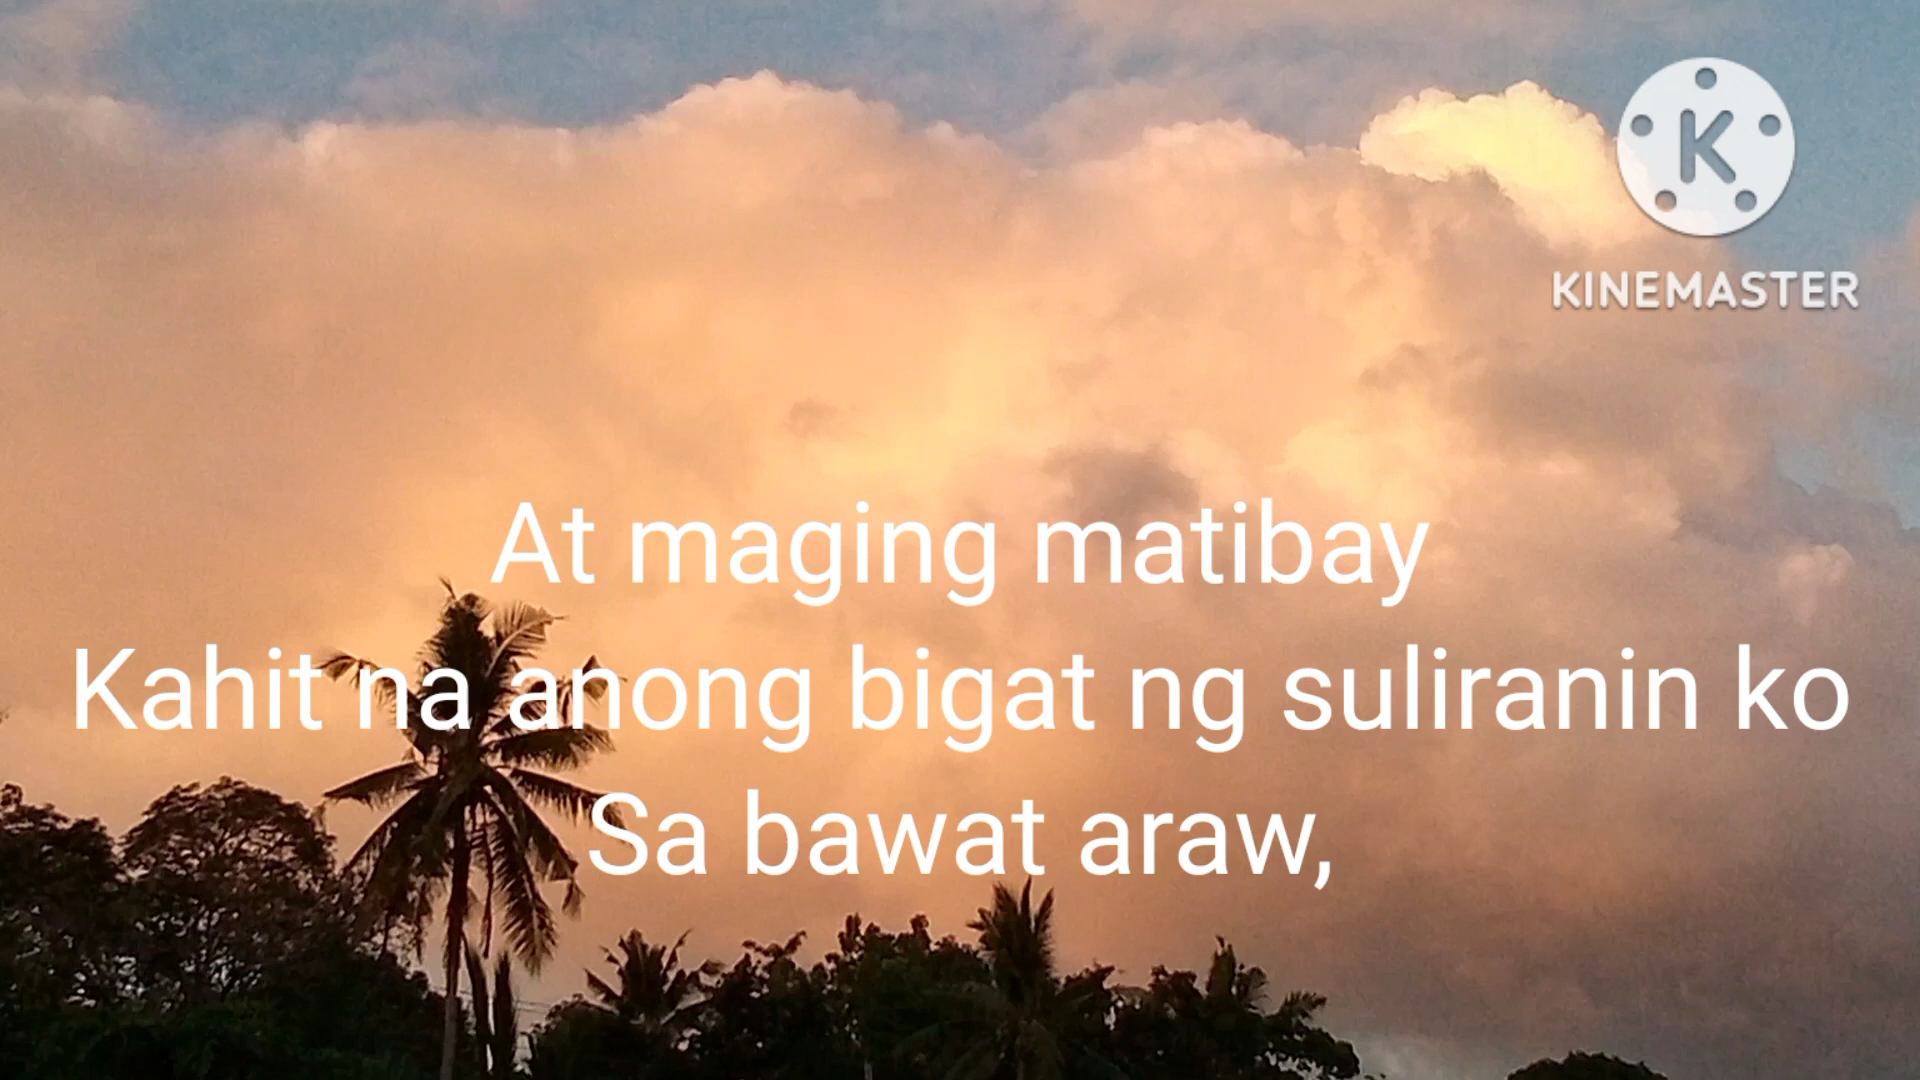 K
KINEMASTER
At maging matibay
Kahit na anong bigat ng suliranin ko
Sa bawat araw,